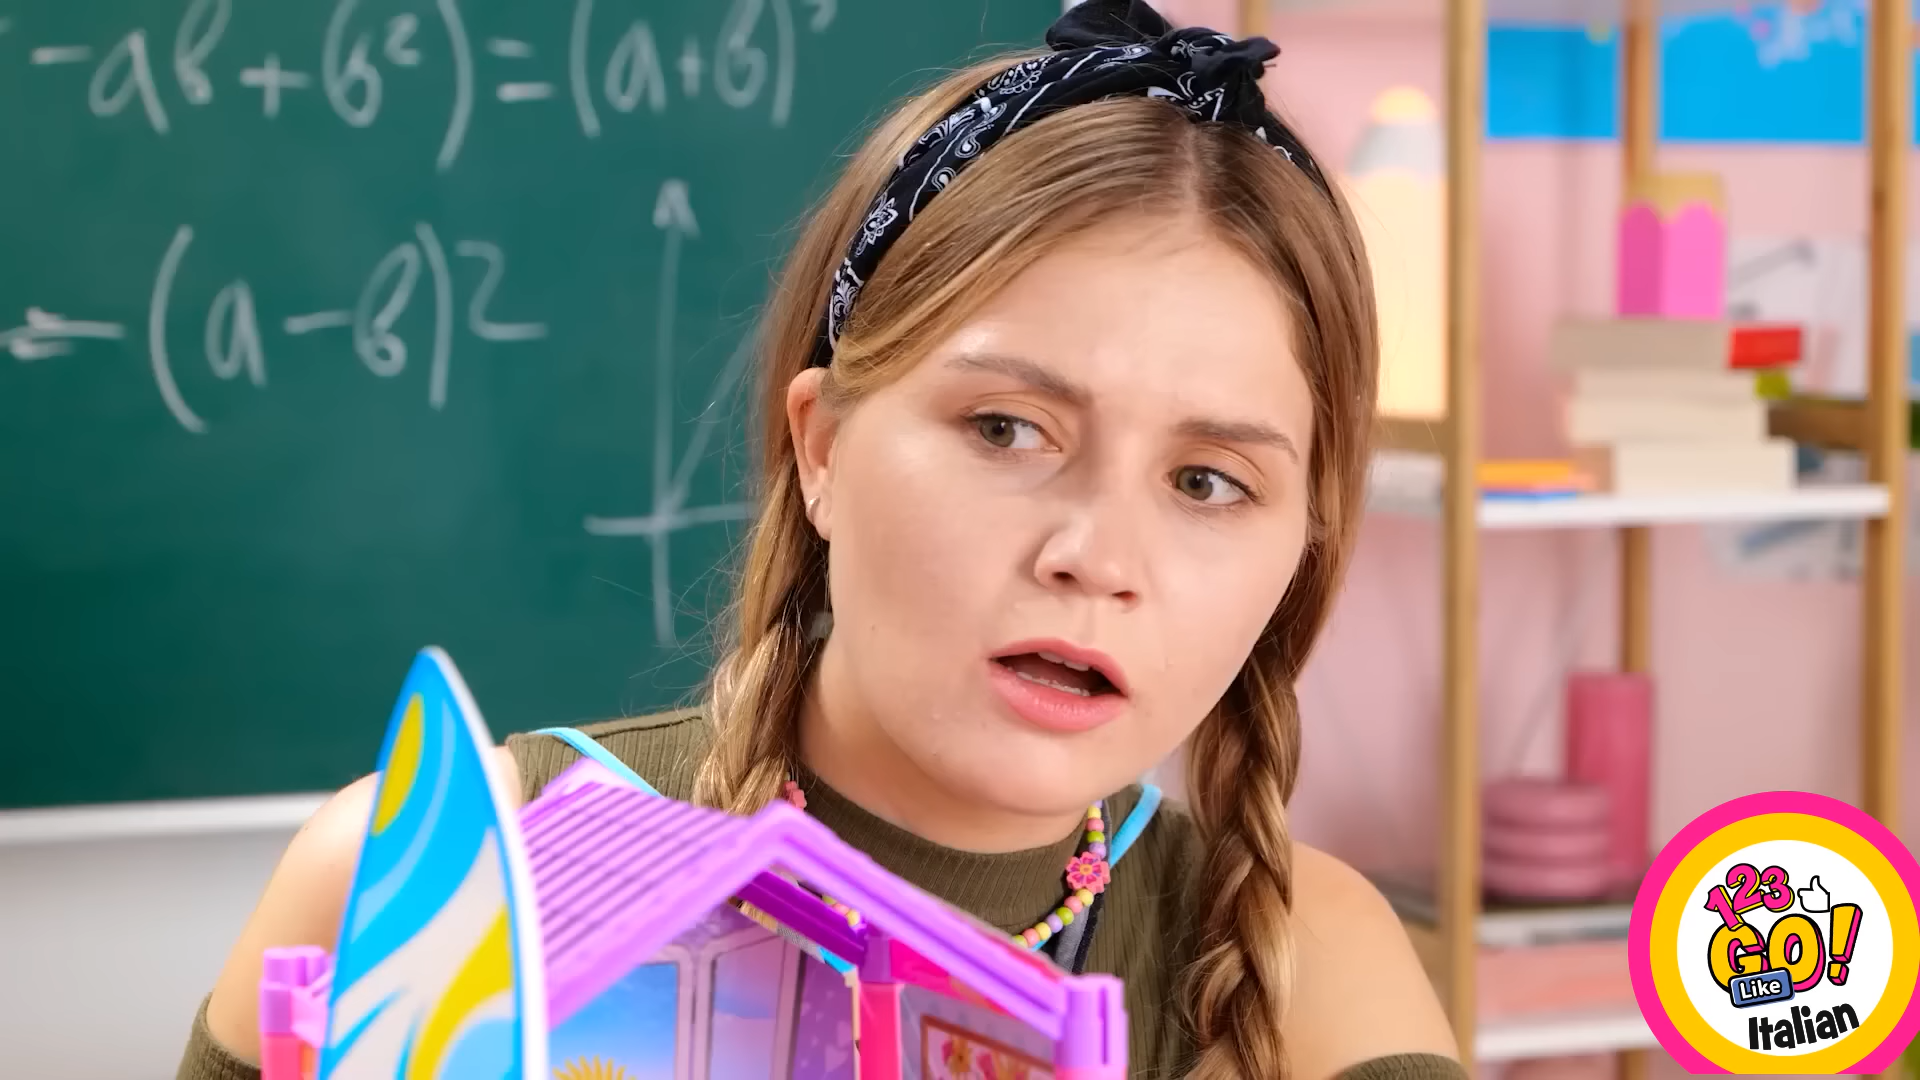 - ab + b²) = (a+b)³
= (a - b)²
123
GO!
Like
Italian